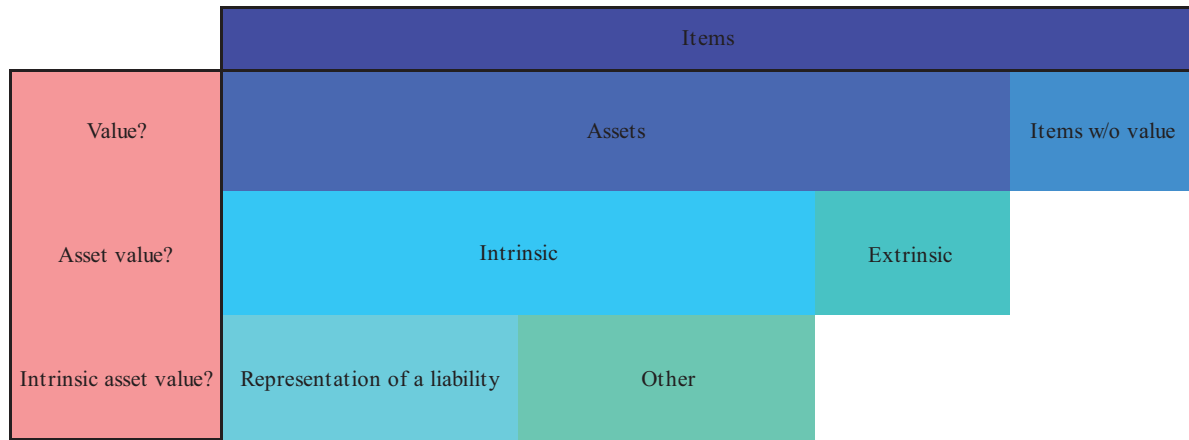 Items
Value?
Assets
Items w/o value
Asset value?
Intrinsic
Extrinsic
Intrinsic asset value?
Representation of a liability
Other